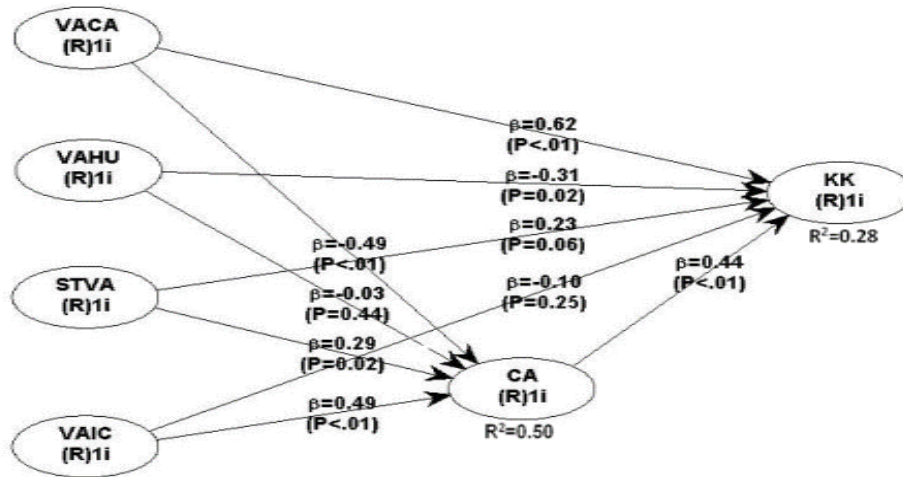 VACA
(R)1i
β=0.62
(P<.01)
VAHU
(R)1i
β=-0.31
(P=0.02)
KK
(R)1i
R²=0.28
β=0.23
(P=0.06)
β=-0.49
(P<.01)
STVA
(R)1i
β=-0.10
(P=0.25)
β=0.44
(P<.01)
β=-0.03
(P=0.44)
β=0.29
(P=0.02)
CA
(R)1i
R²=0.50
β=0.49
(P<.01)
VAIC
(R)1i